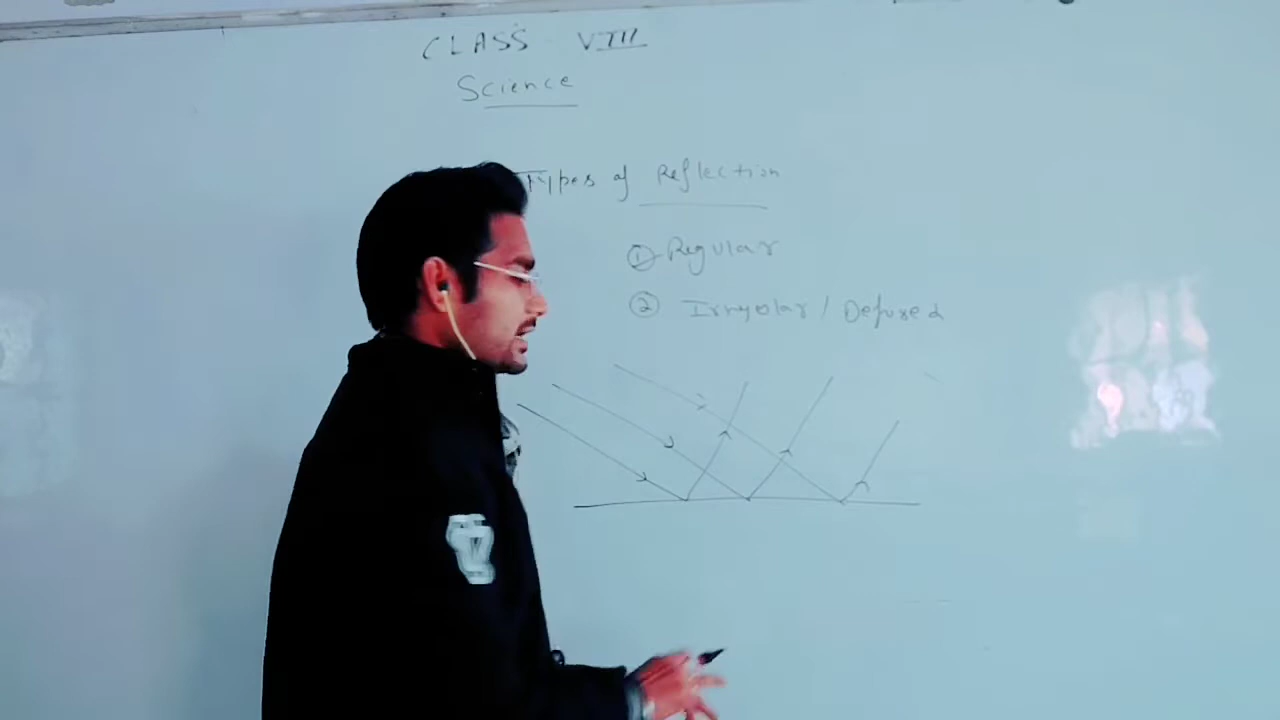 CLASS VIII
Science
Types of Reflection
① Regular
② Irregular / Defused